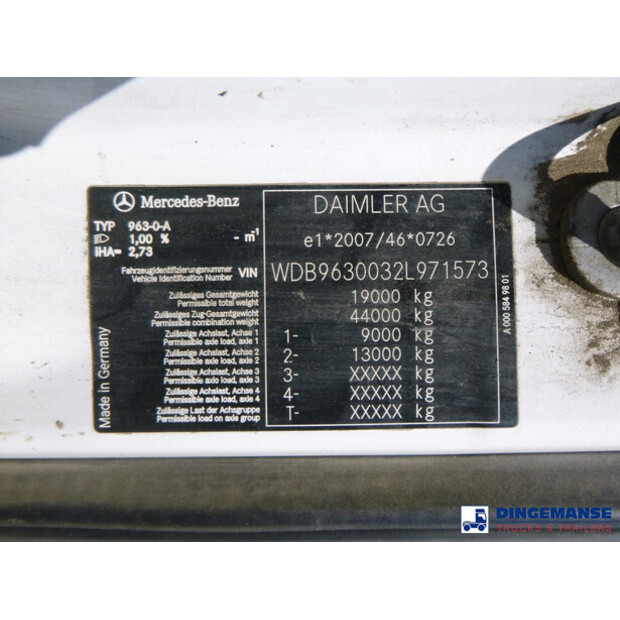 Mercedes-Benz
TYP 963-0-A
1,00 % - m-1
IHA= 2,73
DAIMLER AG
e1*2007/46*0726
Fahrzeugidentifizierungsnummer
Vehicle Identification Number VIN WDB9630032L971573
Zulässiges Gesamtgewicht
Permissible total weight 19000 kg
Zulässiges Zug-Gesamtgewicht
Permissible combination weight 44000 kg
Zulässige Achslast, Achse 1
Permissible axle load, axle 1 1- 9000 kg
Zulässige Achslast, Achse 2
Permissible axle load, axle 2 2- 13000 kg
Zulässige Achslast, Achse 3
Permissible axle load, axle 3 3- XXXXX kg
Zulässige Achslast, Achse 4
Permissible axle load, axle 4 4- XXXXX kg
Zulässige Last der Achsgruppe
Permissible load on axle group T- XXXXX kg
Made in Germany
A 000 584 98 01
DINGEMANSE
TRUCKS & TRAILERS